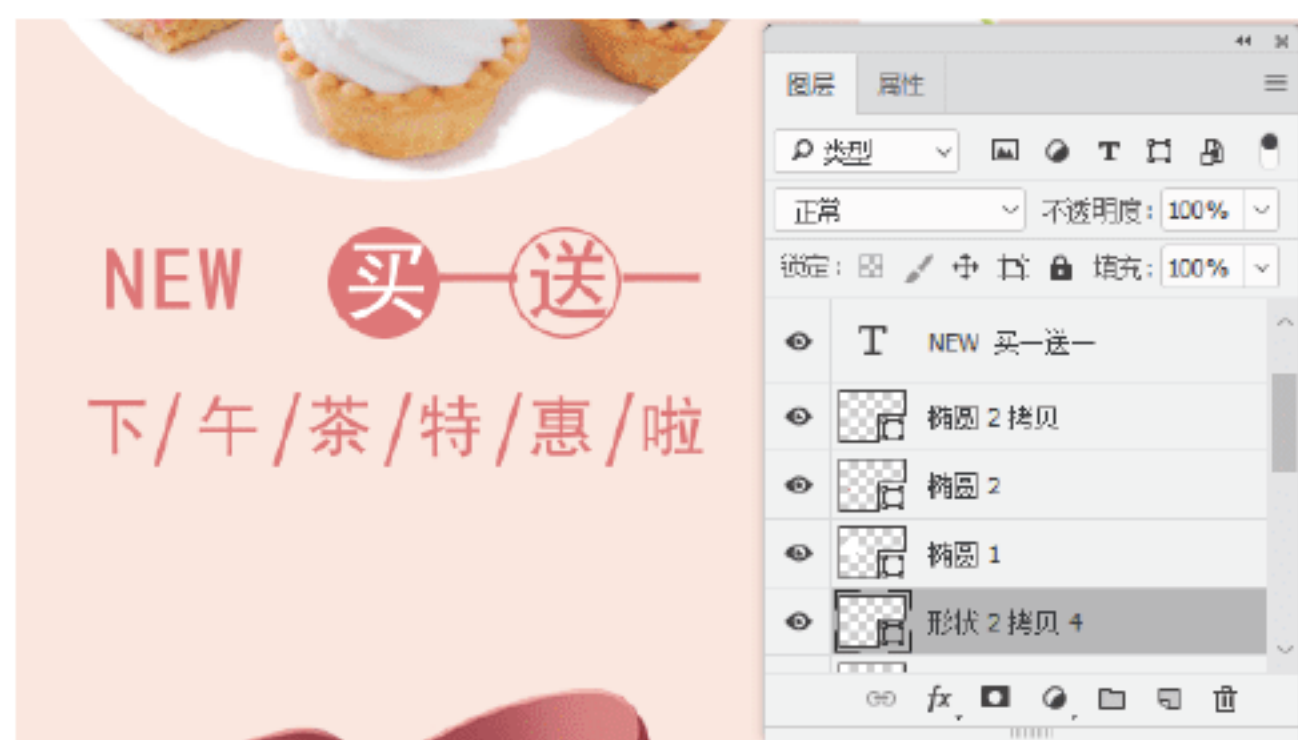 NEW 买一送一
下/午/茶/特/惠/啦
图层 属性
类型
正常 不透明度: 100%
锁定: 填充: 100%
T NEW 买一送一
椭圆 2 拷贝
椭圆 2
椭圆 1
形状 2 拷贝 4
fx